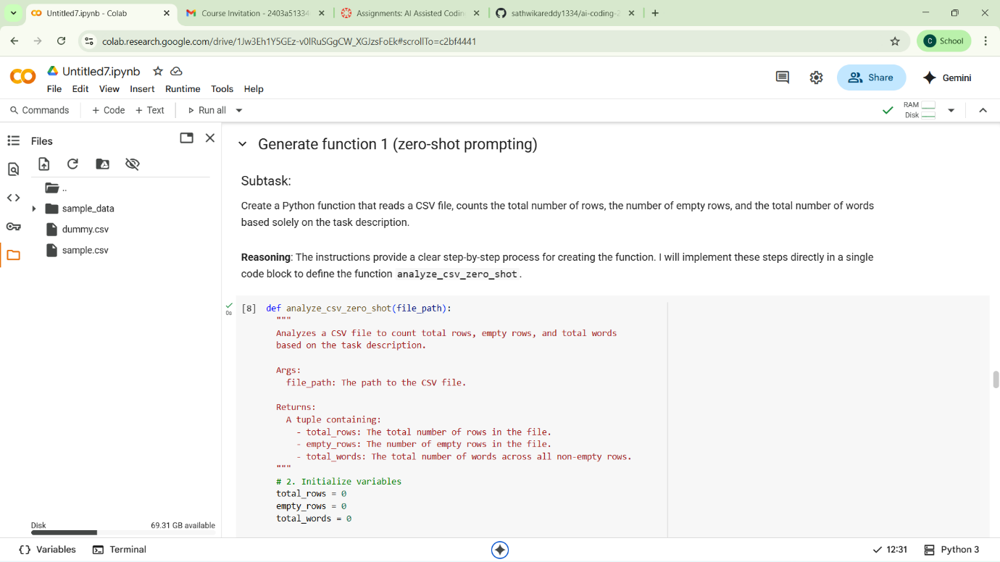 Untitled7.ipynb - Colab
Course Invitation - 2403a51334
Assignments: AI Assisted Codin
sathwikareddy1334/ai-coding-2
colab.research.google.com/drive/1Jw3Eh1Y5GEz-v0lRuSGgCW_XGJzsFoEk#scrollTo=c2bf4441
C School
Untitled7.ipynb
File Edit View Insert Runtime Tools Help
Share
Gemini
Commands + Code + Text Run all
RAM
Disk
Files
..
sample_data
dummy.csv
sample.csv
Disk 69.31 GB available
Generate function 1 (zero-shot prompting)
Subtask:
Create a Python function that reads a CSV file, counts the total number of rows, the number of empty rows, and the total number of words
based solely on the task description.
Reasoning: The instructions provide a clear step-by-step process for creating the function. I will implement these steps directly in a single
code block to define the function analyze_csv_zero_shot.
0s
[8] def analyze_csv_zero_shot(file_path):
"""
Analyzes a CSV file to count total rows, empty rows, and total words
based on the task description.
Args:
file_path: The path to the CSV file.
Returns:
A tuple containing:
- total_rows: The total number of rows in the file.
- empty_rows: The number of empty rows in the file.
- total_words: The total number of words across all non-empty rows.
"""
# 2. Initialize variables
total_rows = 0
empty_rows = 0
total_words = 0
{} Variables Terminal
12:31 Python 3